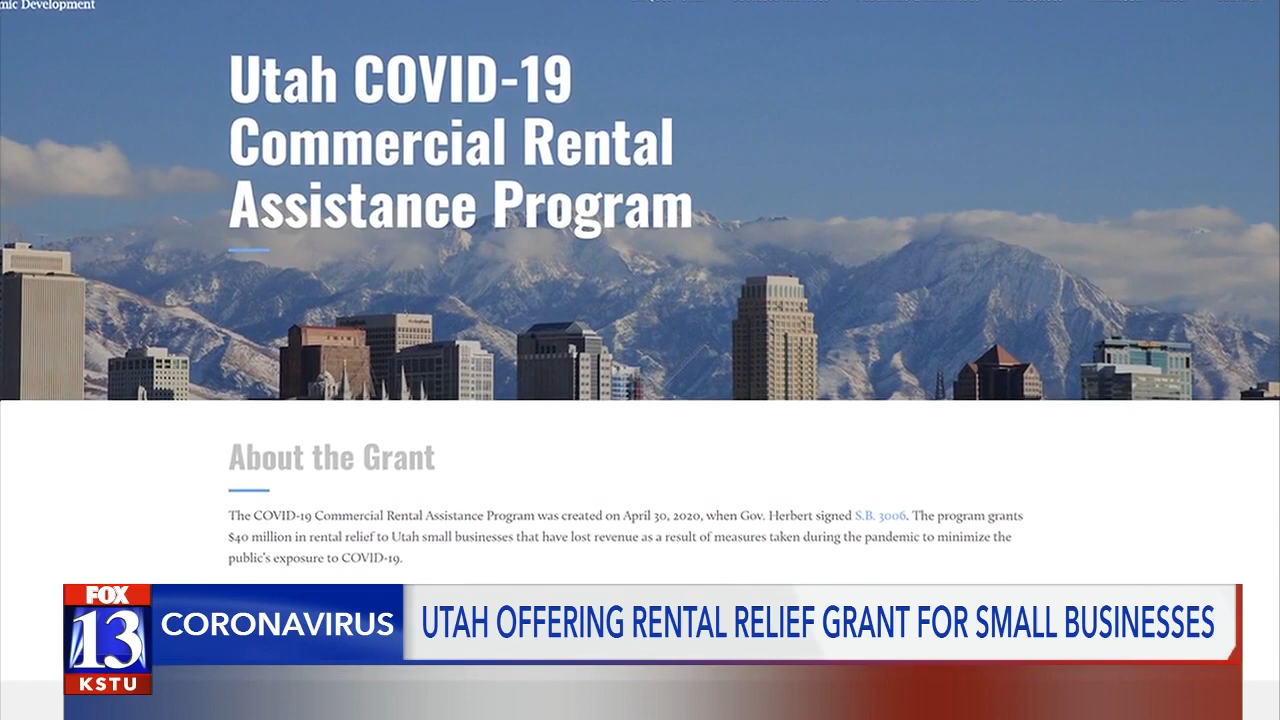 mic Development
Utah COVID-19
Commercial Rental
Assistance Program
About the Grant
The COVID-19 Commercial Rental Assistance Program was created on April 30, 2020, when Gov. Herbert signed S.B. 3006. The program grants
$40 million in rental relief to Utah small businesses that have lost revenue as a result of measures taken during the pandemic to minimize the
public's exposure to COVID-19.
FOX
13
KSTU
CORONAVIRUS
UTAH OFFERING RENTAL RELIEF GRANT FOR SMALL BUSINESSES